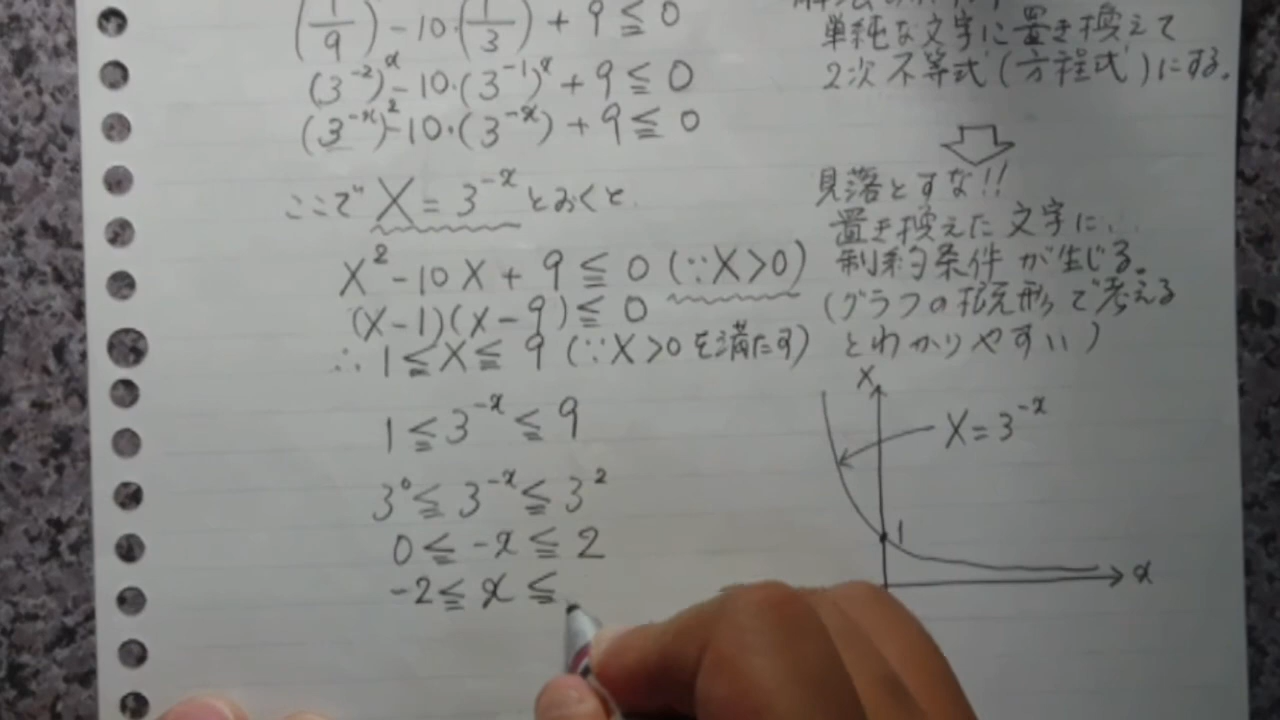 (1/9) - 10·(1/3) + 9 ≦ 0
(3⁻²)ˣ - 10·(3⁻¹)ˣ + 9 ≦ 0
(3⁻ˣ)² - 10·(3⁻ˣ) + 9 ≦ 0
ここで X = 3⁻ˣ とおくと
X² - 10X + 9 ≦ 0 (∵X>0)
(X-1)(X-9) ≦ 0
∴ 1 ≦ X ≦ 9 (∵X>0を満たす)
1 ≦ 3⁻ˣ ≦ 9
3⁰ ≦ 3⁻ˣ ≦ 3²
0 ≦ -x ≦ 2
-2 ≦ x ≦
単純な文字に置き換えて
2次不等式(方程式)にする。
見落とすな!!
置き換えた文字に、
制約条件が生じる。
(グラフの概形で考える
とわかりやすい)
X
X = 3⁻ˣ
1
x